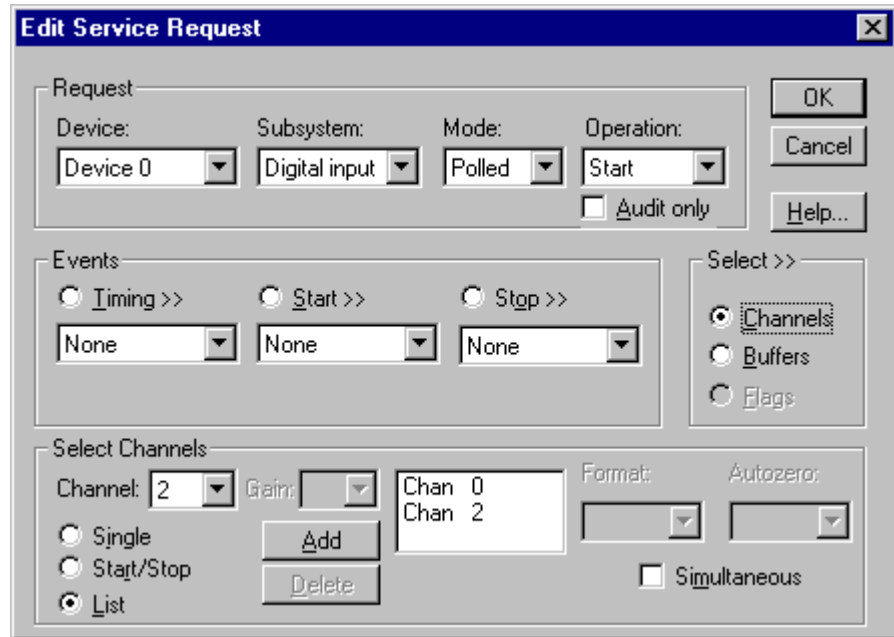 Edit Service Request
Request
OK
Device: Subsystem: Mode: Operation:
Cancel
Device 0 Digital input Polled Start
Audit only
Help...
Events
Select >>
Timing >> Start >> Stop >>
Channels
None None None
Buffers
Flags
Select Channels
Channel: 2 Gain: Chan 0 Format: Autozero:
Chan 2
Single
Add
Start/Stop
Delete
Simultaneous
List